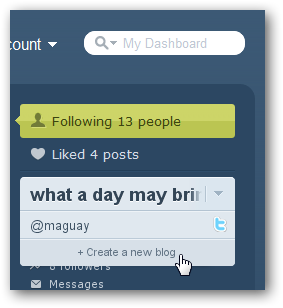 count
My Dashboard
Following 13 people
Liked 4 posts
what a day may brin
@maguay
+ Create a new blog
followers
Messages